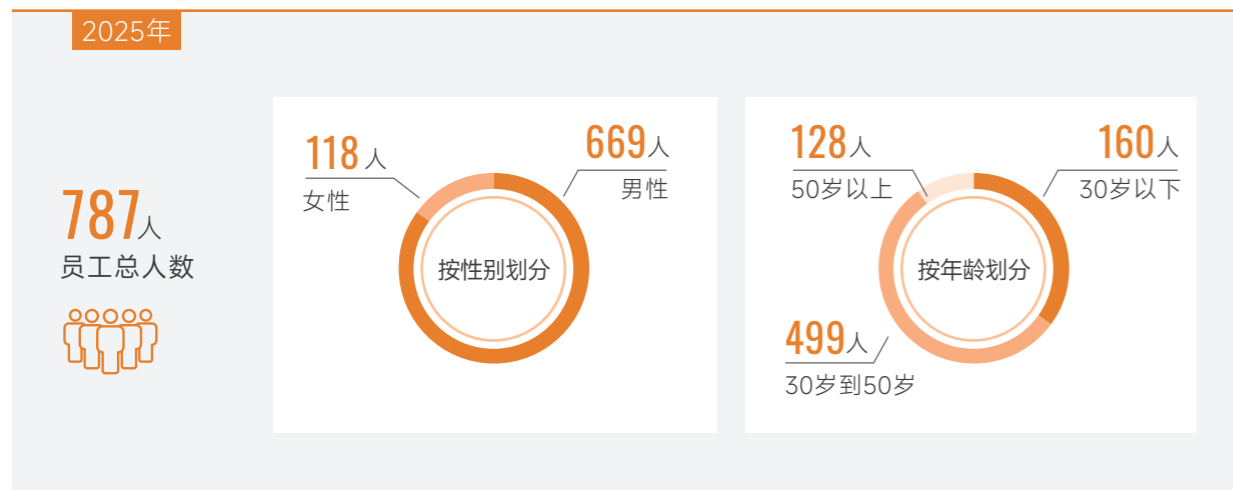 2025年
787人
员工总人数
118人
女性
669人
男性
按性别划分
128人
50岁以上
160人
30岁以下
按年龄划分
499人
30岁到50岁